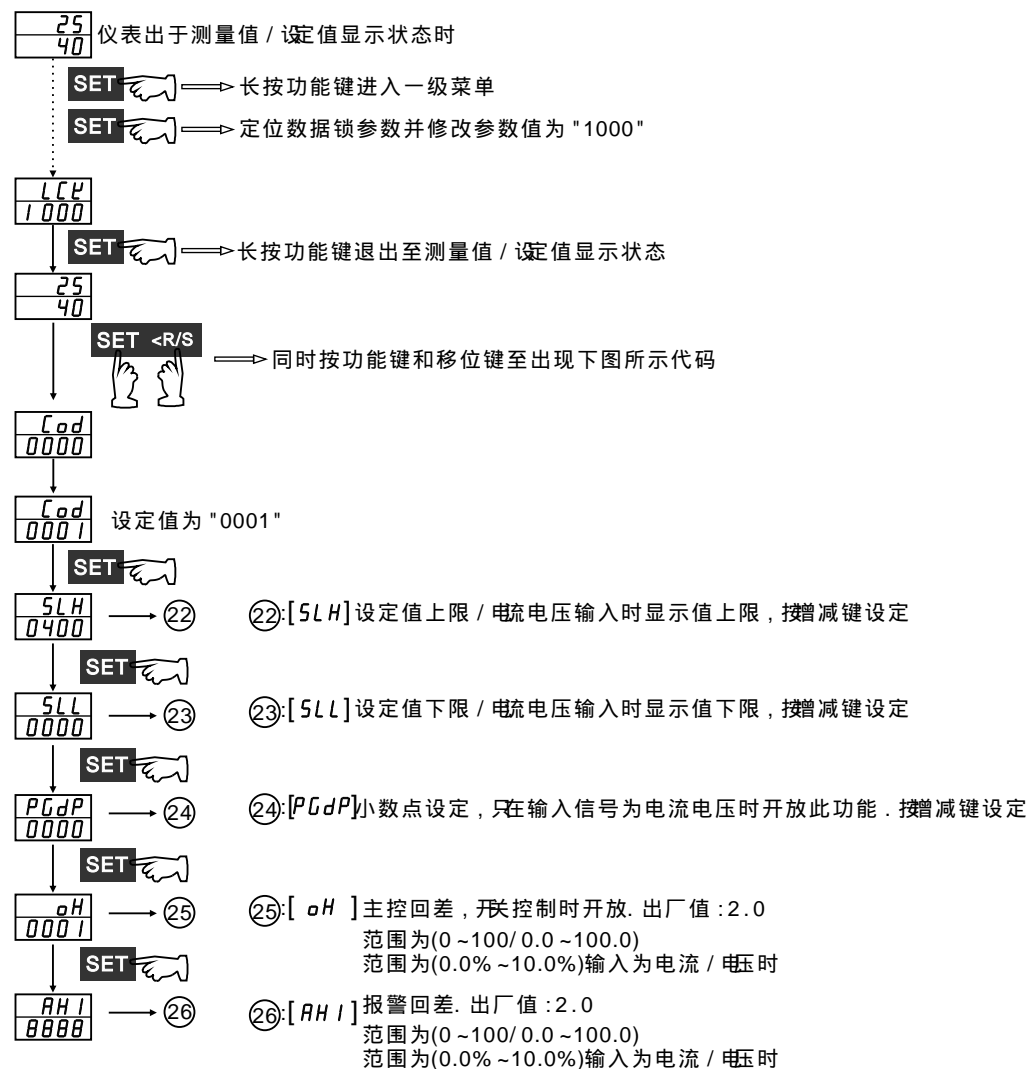 25
40 仪表出于测量值 / 设定值显示状态时
SET 长按功能键进入一级菜单
SET 定位数据锁参数并修改参数值为 "1000"
LCK
1000
SET 长按功能键退出至测量值 / 设定值显示状态
25
40
SET <R/S 同时按功能键和移位键至出现下图所示代码
Cod
0000
Cod
0001 设定值为 "0001"
SET
SLH
0400 22 22:[SLH]设定值上限 / 电流电压输入时显示值上限 , 按增减键设定
SET
SLL
0000 23 23:[SLL]设定值下限 / 电流电压输入时显示值下限 , 按增减键设定
SET
PGdP
0000 24 24:[PGdP]小数点设定 , 只在输入信号为电流电压时开放此功能 . 按增减键设定
SET
oH
0001 25 25:[ oH ]主控回差 , 开关控制时开放. 出厂值 :2.0
范围为(0 ~100/ 0.0 ~100.0)
SET 范围为(0.0% ~10.0%)输入为电流 / 电压时
AH1
8888 26 26:[AH1]报警回差. 出厂值 :2.0
范围为(0 ~100/ 0.0 ~100.0)
范围为(0.0% ~10.0%)输入为电流 / 电压时